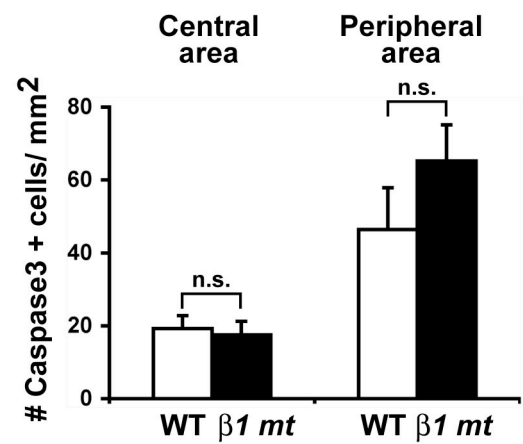 Central
area
Peripheral
area
# Caspase3 + cells/ mm2
80
60
40
20
0
n.s.
n.s.
WT β1 mt
WT β1 mt